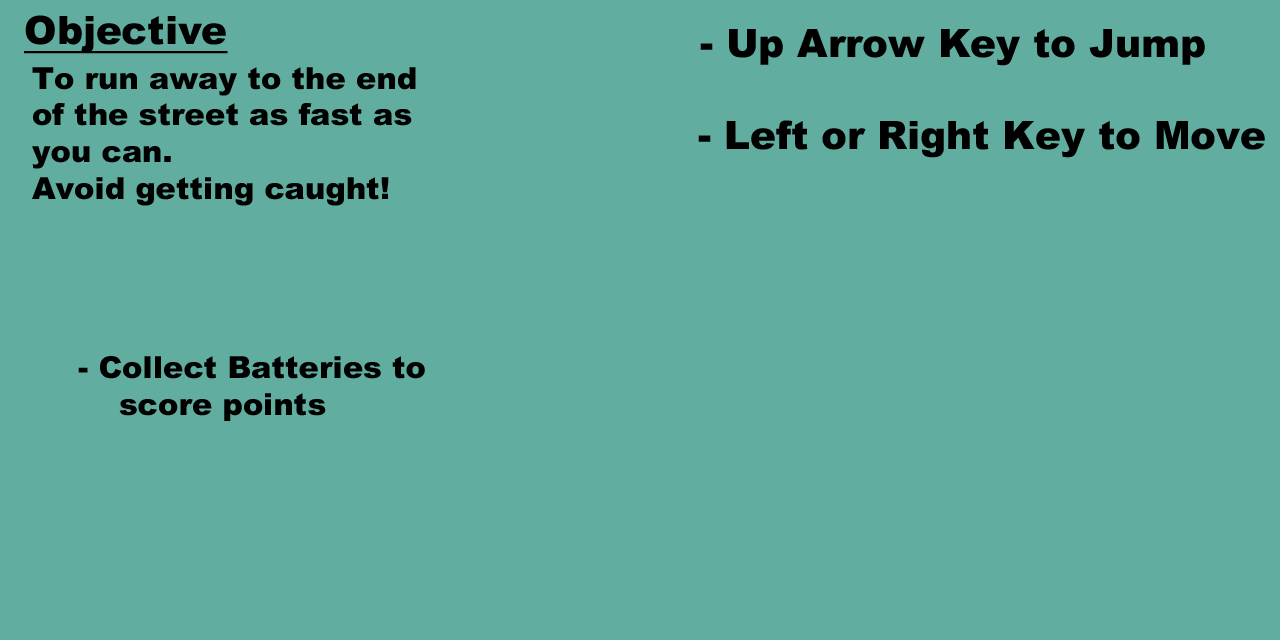 Objective
To run away to the end
of the street as fast as
you can.
Avoid getting caught!
- Collect Batteries to
score points
- Up Arrow Key to Jump
- Left or Right Key to Move